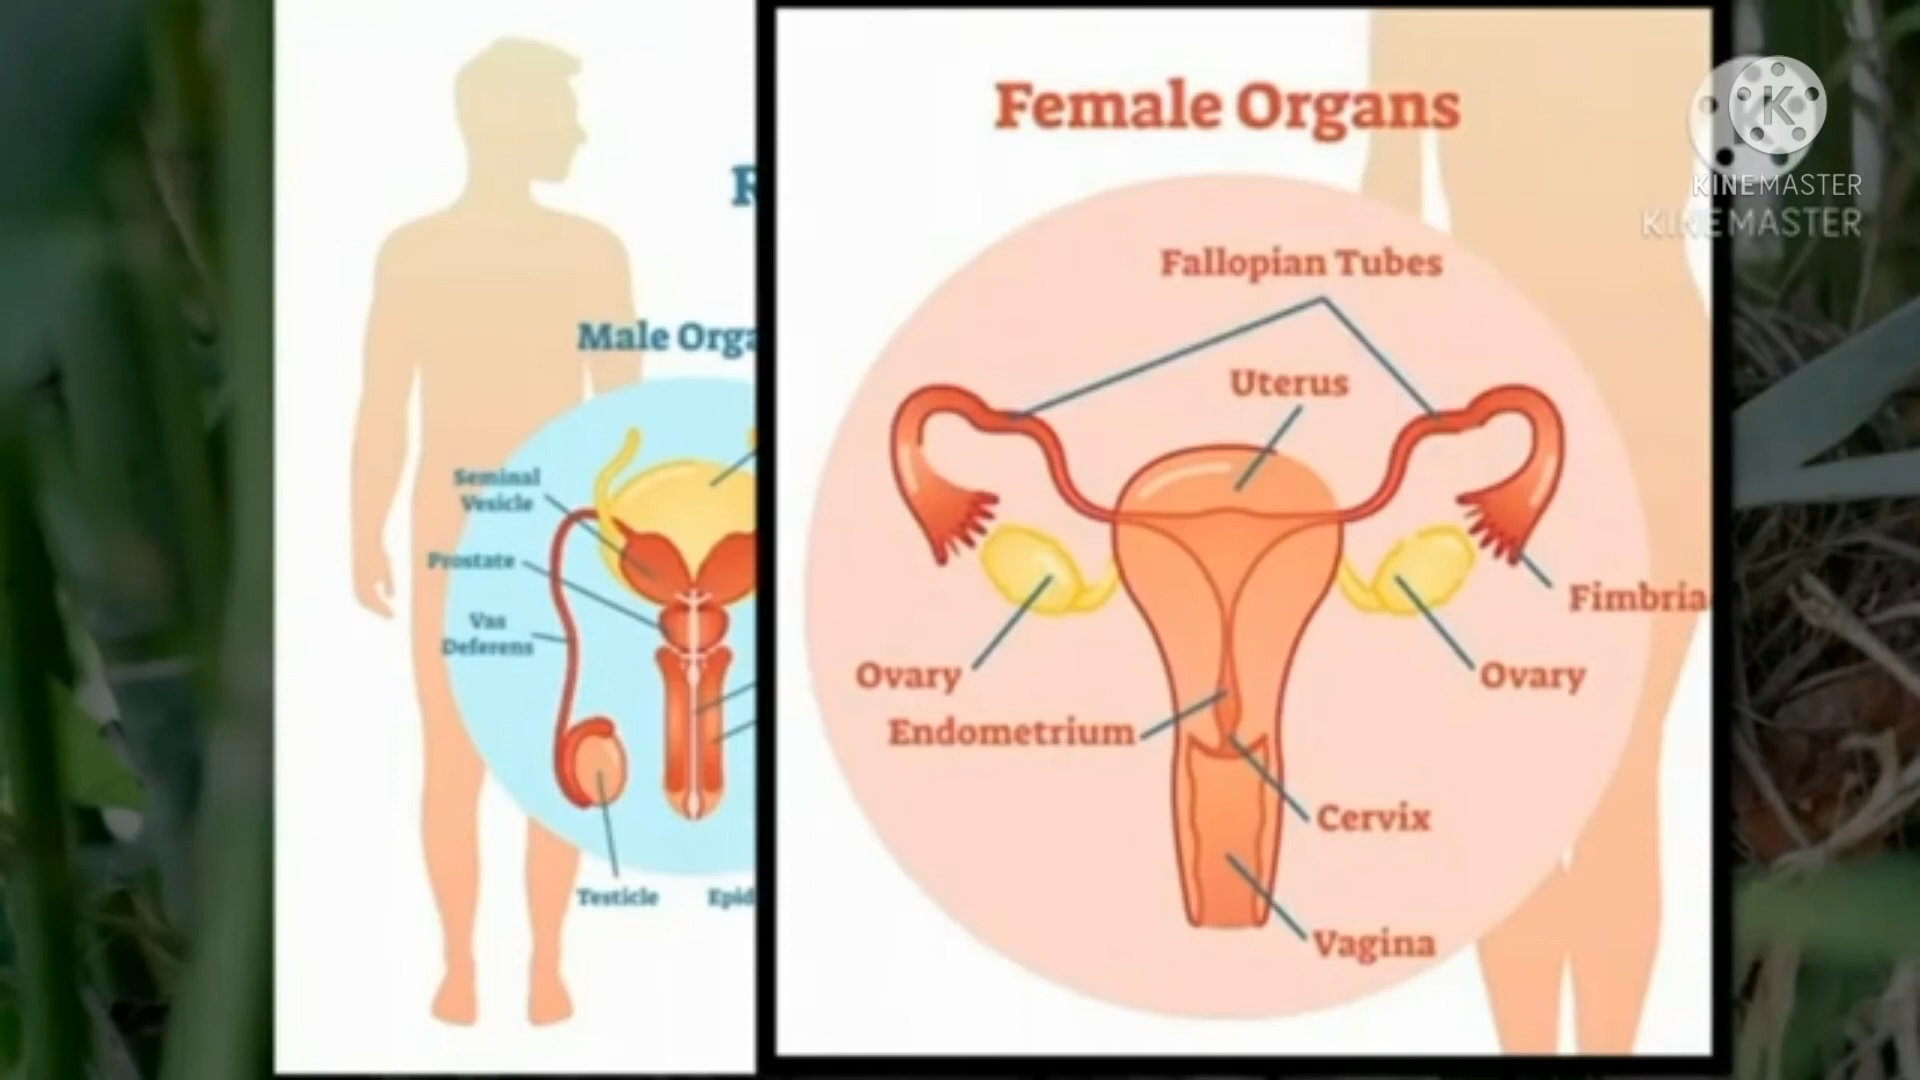 R
Male Orga
Seminal
Vesicle
Prostate
Vas
Deferens
Testicle
Epid
Female Organs
Fallopian Tubes
Uterus
Fimbria
Ovary
Ovary
Endometrium
Cervix
Vagina
K
KINEMASTER
KINEMASTER